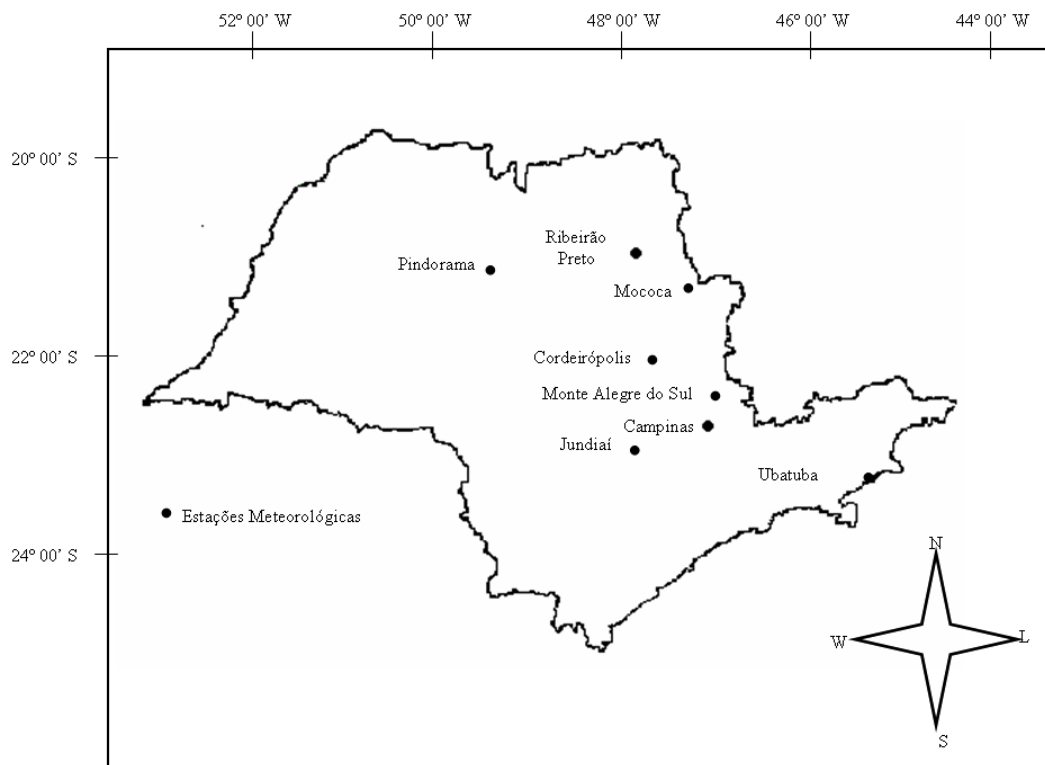 52º 00' W
50º 00' W
48º 00' W
46º 00' W
44º 00' W
20º 00' S
Ribeirão
Preto
Pindorama
Mococa
22º 00' S
Cordeirópolis
Monte Alegre do Sul
Campinas
Jundiaí
Ubatuba
Estações Meteorológicas
24º 00' S
N
W
L
S